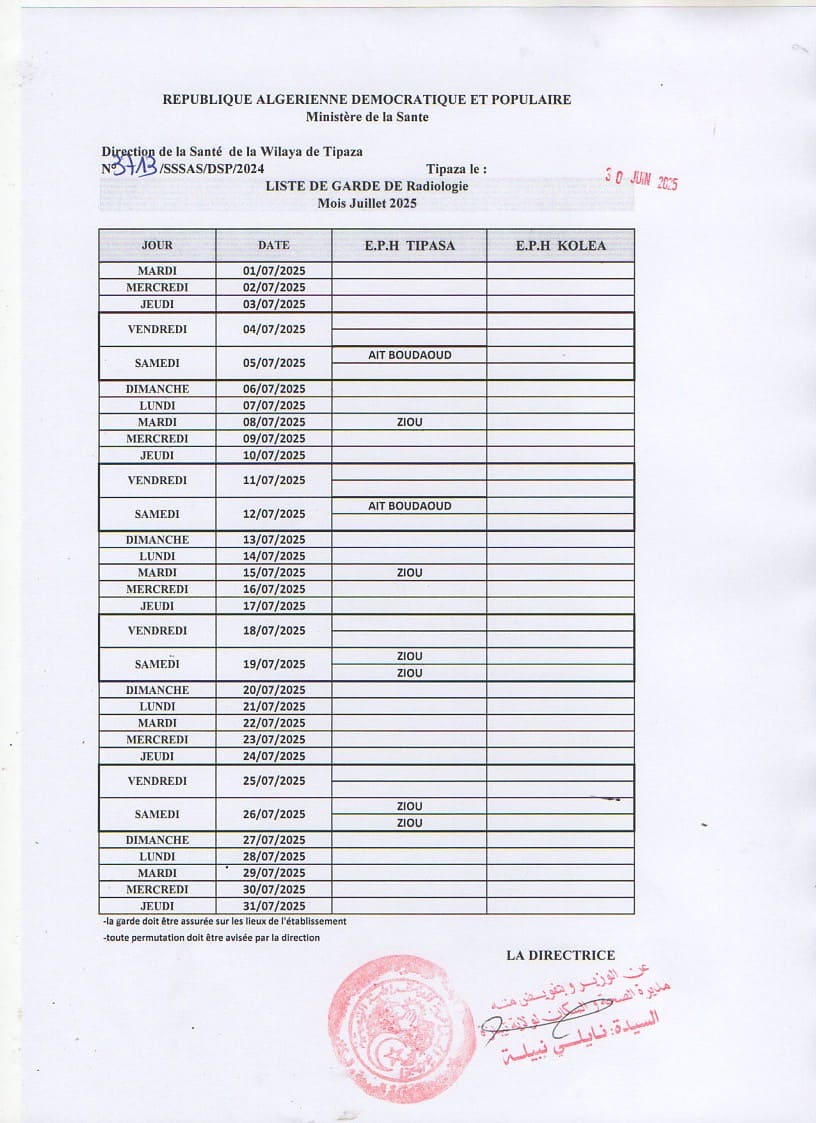 REPUBLIQUE ALGERIENNE DEMOCRATIQUE ET POPULAIRE
Ministère de la Sante
Direction de la Santé de la Wilaya de Tipaza
N° 3713 /SSSAS/DSP/2024 Tipaza le : 30 JUIN 2025
LISTE DE GARDE DE Radiologie
Mois Juillet 2025
JOUR DATE E.P.H TIPASA E.P.H KOLEA
MARDI 01/07/2025
MERCREDI 02/07/2025
JEUDI 03/07/2025
VENDREDI 04/07/2025
SAMEDI 05/07/2025 AIT BOUDAOUD
DIMANCHE 06/07/2025
LUNDI 07/07/2025
MARDI 08/07/2025 ZIOU
MERCREDI 09/07/2025
JEUDI 10/07/2025
VENDREDI 11/07/2025
SAMEDI 12/07/2025 AIT BOUDAOUD
DIMANCHE 13/07/2025
LUNDI 14/07/2025
MARDI 15/07/2025 ZIOU
MERCREDI 16/07/2025
JEUDI 17/07/2025
VENDREDI 18/07/2025
SAMEDI 19/07/2025 ZIOU
ZIOU
DIMANCHE 20/07/2025
LUNDI 21/07/2025
MARDI 22/07/2025
MERCREDI 23/07/2025
JEUDI 24/07/2025
VENDREDI 25/07/2025
SAMEDI 26/07/2025 ZIOU
ZIOU
DIMANCHE 27/07/2025
LUNDI 28/07/2025
MARDI 29/07/2025
MERCREDI 30/07/2025
JEUDI 31/07/2025
-la garde doit être assurée sur les lieux de l'établissement
-toute permutation doit être avisée par la direction
LA DIRECTRICE
عن الوزير و بتفويض منه
مديرة الصحة و السكان لولاية تيبازة
السيدة: نايلي نبيلة